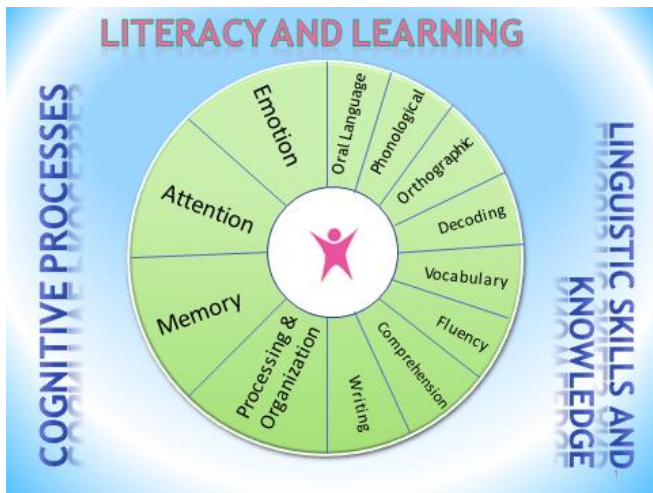 LITERACY AND LEARNING
COGNITIVE PROCESSES
Emotion
Attention
Memory
Processing &
Organization
Oral Language
Phonological
Orthographic
Decoding
Vocabulary
Fluency
Comprehension
Writing
LINGUISTIC SKILLS AND
KNOWLEDGE